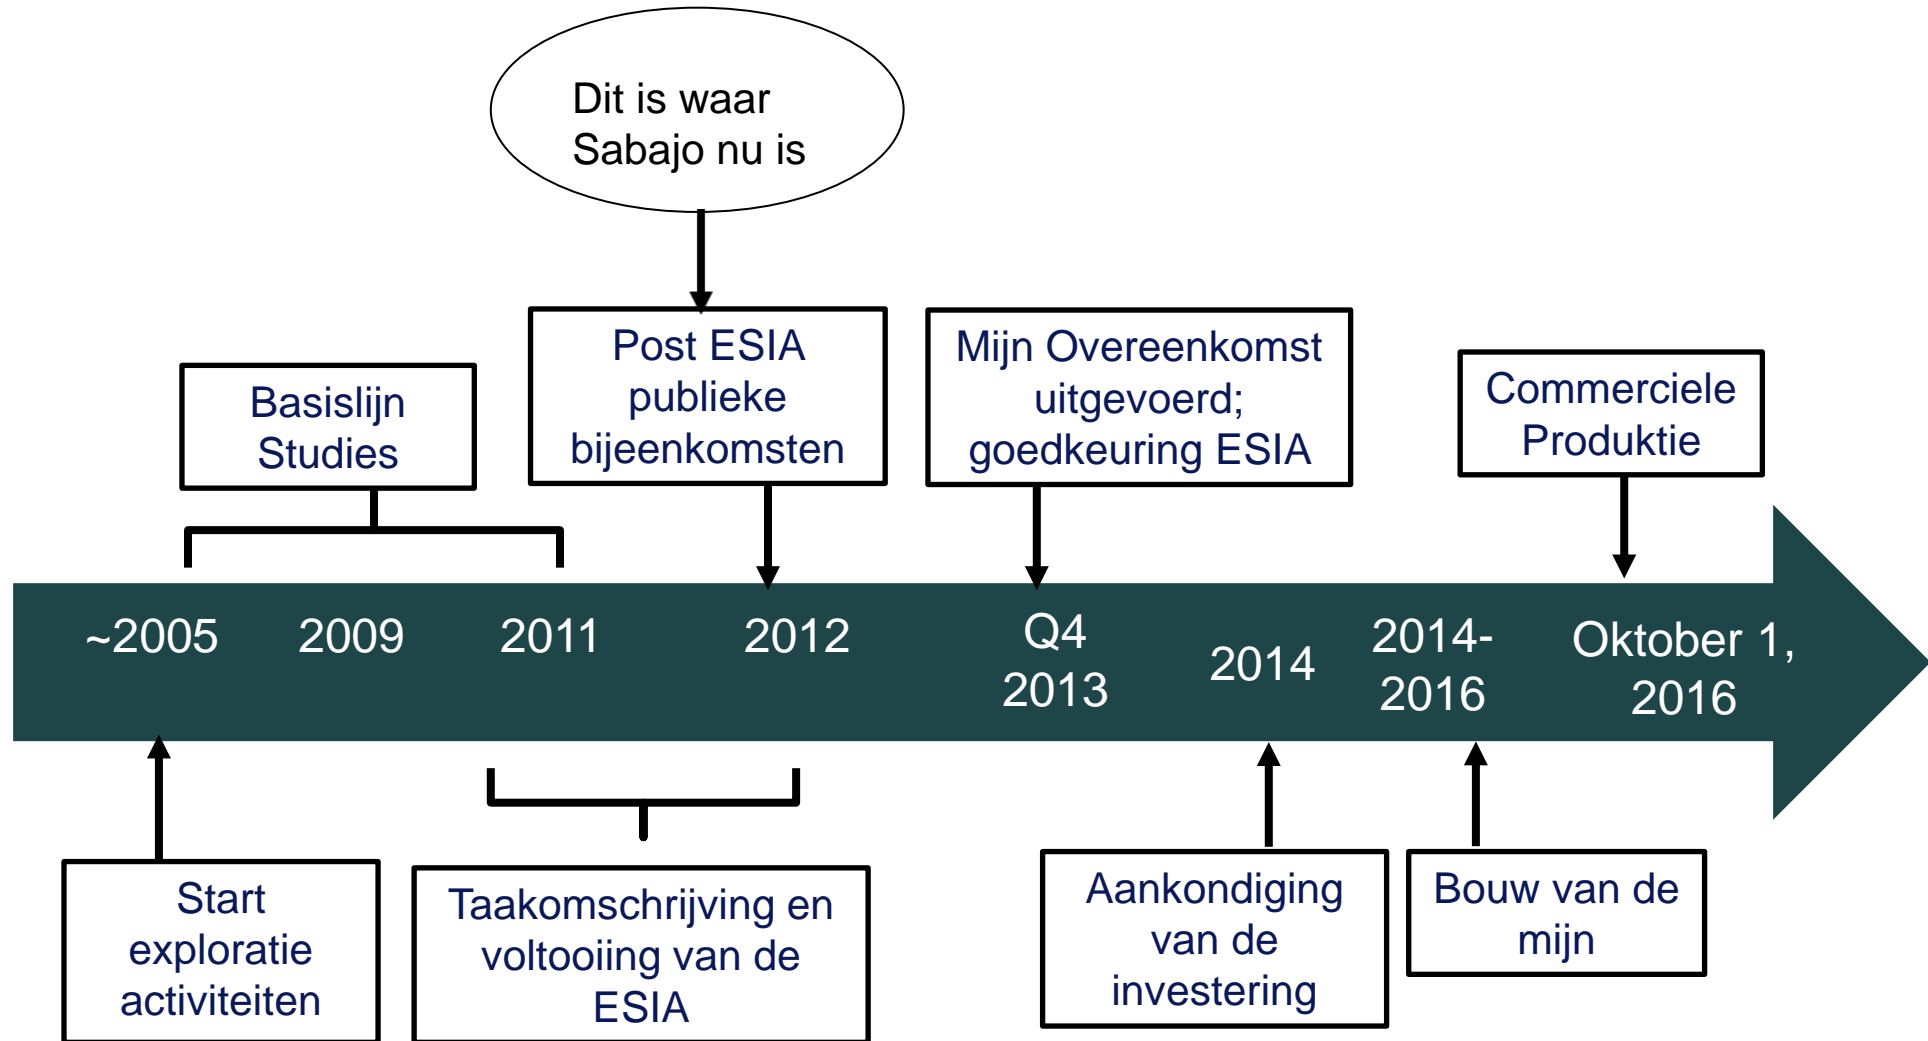 Dit is waar
Sabajo nu is
Post ESIA
publieke
bijeenkomsten
Mijn Overeenkomst
uitgevoerd;
goedkeuring ESIA
Commerciele
Produktie
Basislijn
Studies
~2005
2009
2011
2012
Q4
2013
2014
2014-
2016
Oktober 1,
2016
Start
exploratie
activiteiten
Taakomschrijving en
voltooiing van de
ESIA
Aankondiging
van de
investering
Bouw van de
mijn